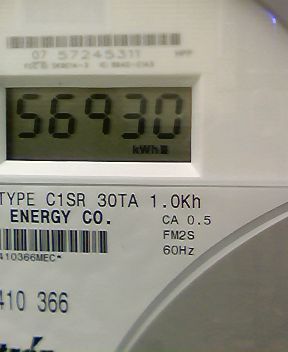 07 57245311
56930
kWh
TYPE C1SR 30TA 1.0Kh
ENERGY CO.
CA 0.5
FM2S
60Hz
410366MEC*
410 366